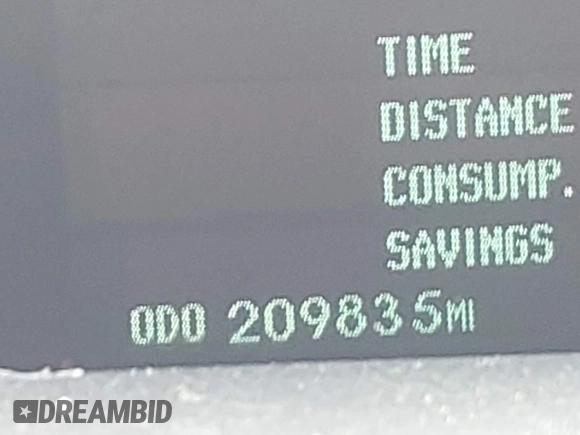 TIME
DISTANCE
CONSUMP.
SAVINGS
ODO 209835MI
DREAMBID